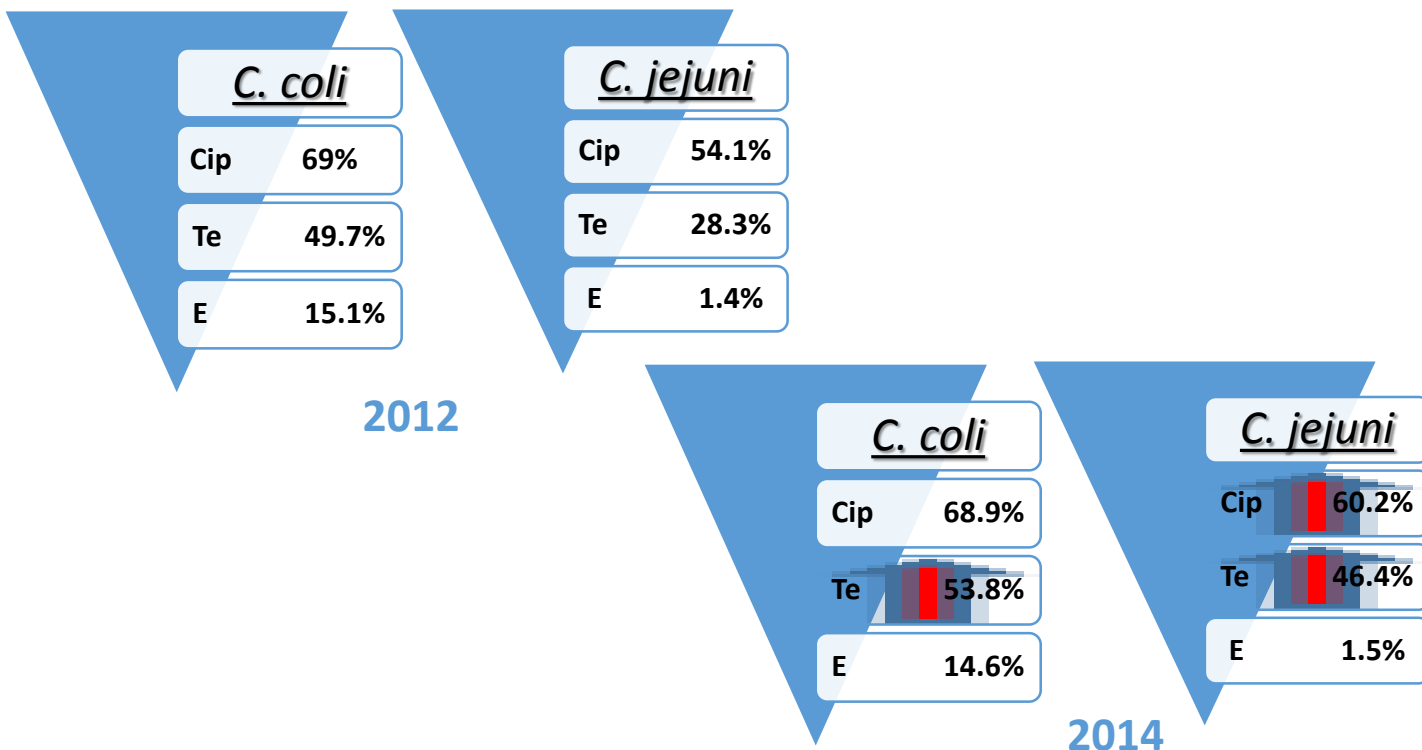 C. coli
Cip 69%
Te 49.7%
E 15.1%
C. jejuni
Cip 54.1%
Te 28.3%
E 1.4%
2012
C. coli
Cip 68.9%
Te 53.8%
E 14.6%
C. jejuni
Cip 60.2%
Te 46.4%
E 1.5%
2014